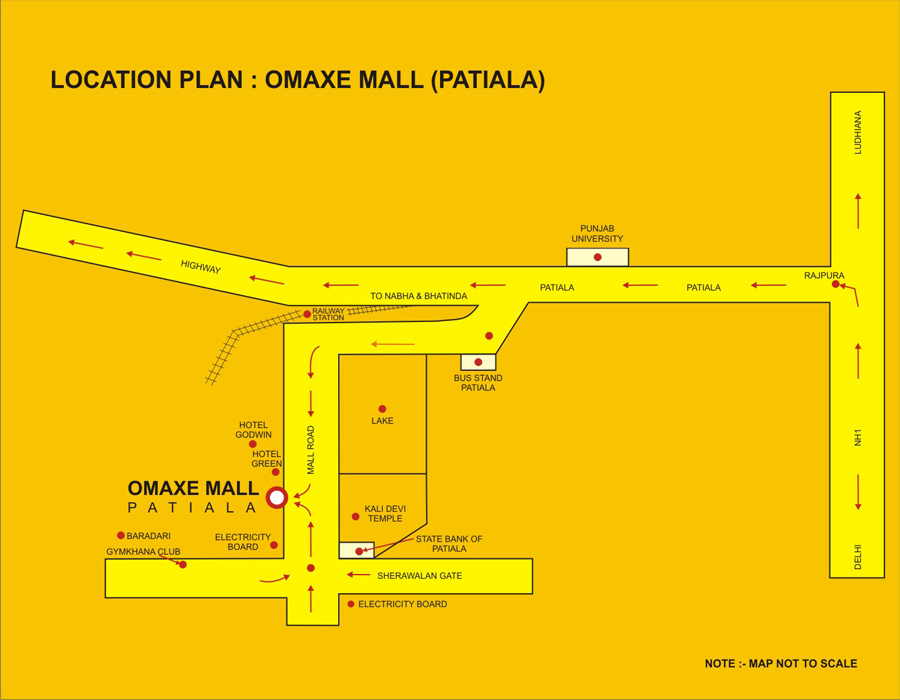 LOCATION PLAN : OMAXE MALL (PATIALA)
LUDHIANA
PUNJAB
UNIVERSITY
HIGHWAY
RAJPURA
TO NABHA & BHATINDA
PATIALA
PATIALA
RAILWAY
STATION
BUS STAND
PATIALA
LAKE
HOTEL
GODWIN
MALL ROAD
NH1
HOTEL
GREEN
OMAXE MALL
PATIALA
KALI DEVI
TEMPLE
BARADARI
ELECTRICITY
BOARD
STATE BANK OF
PATIALA
GYMKHANA CLUB
DELHI
SHERAWALAN GATE
ELECTRICITY BOARD
NOTE :- MAP NOT TO SCALE